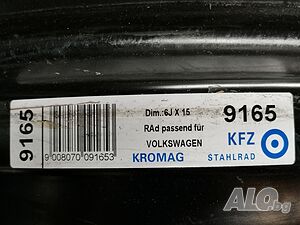 9165
9 008070 091653
Dim.:6J X 15
RAd passend für
VOLKSWAGEN
KROMAG
9165
KFZ
STAHLRAD
ALO.bg